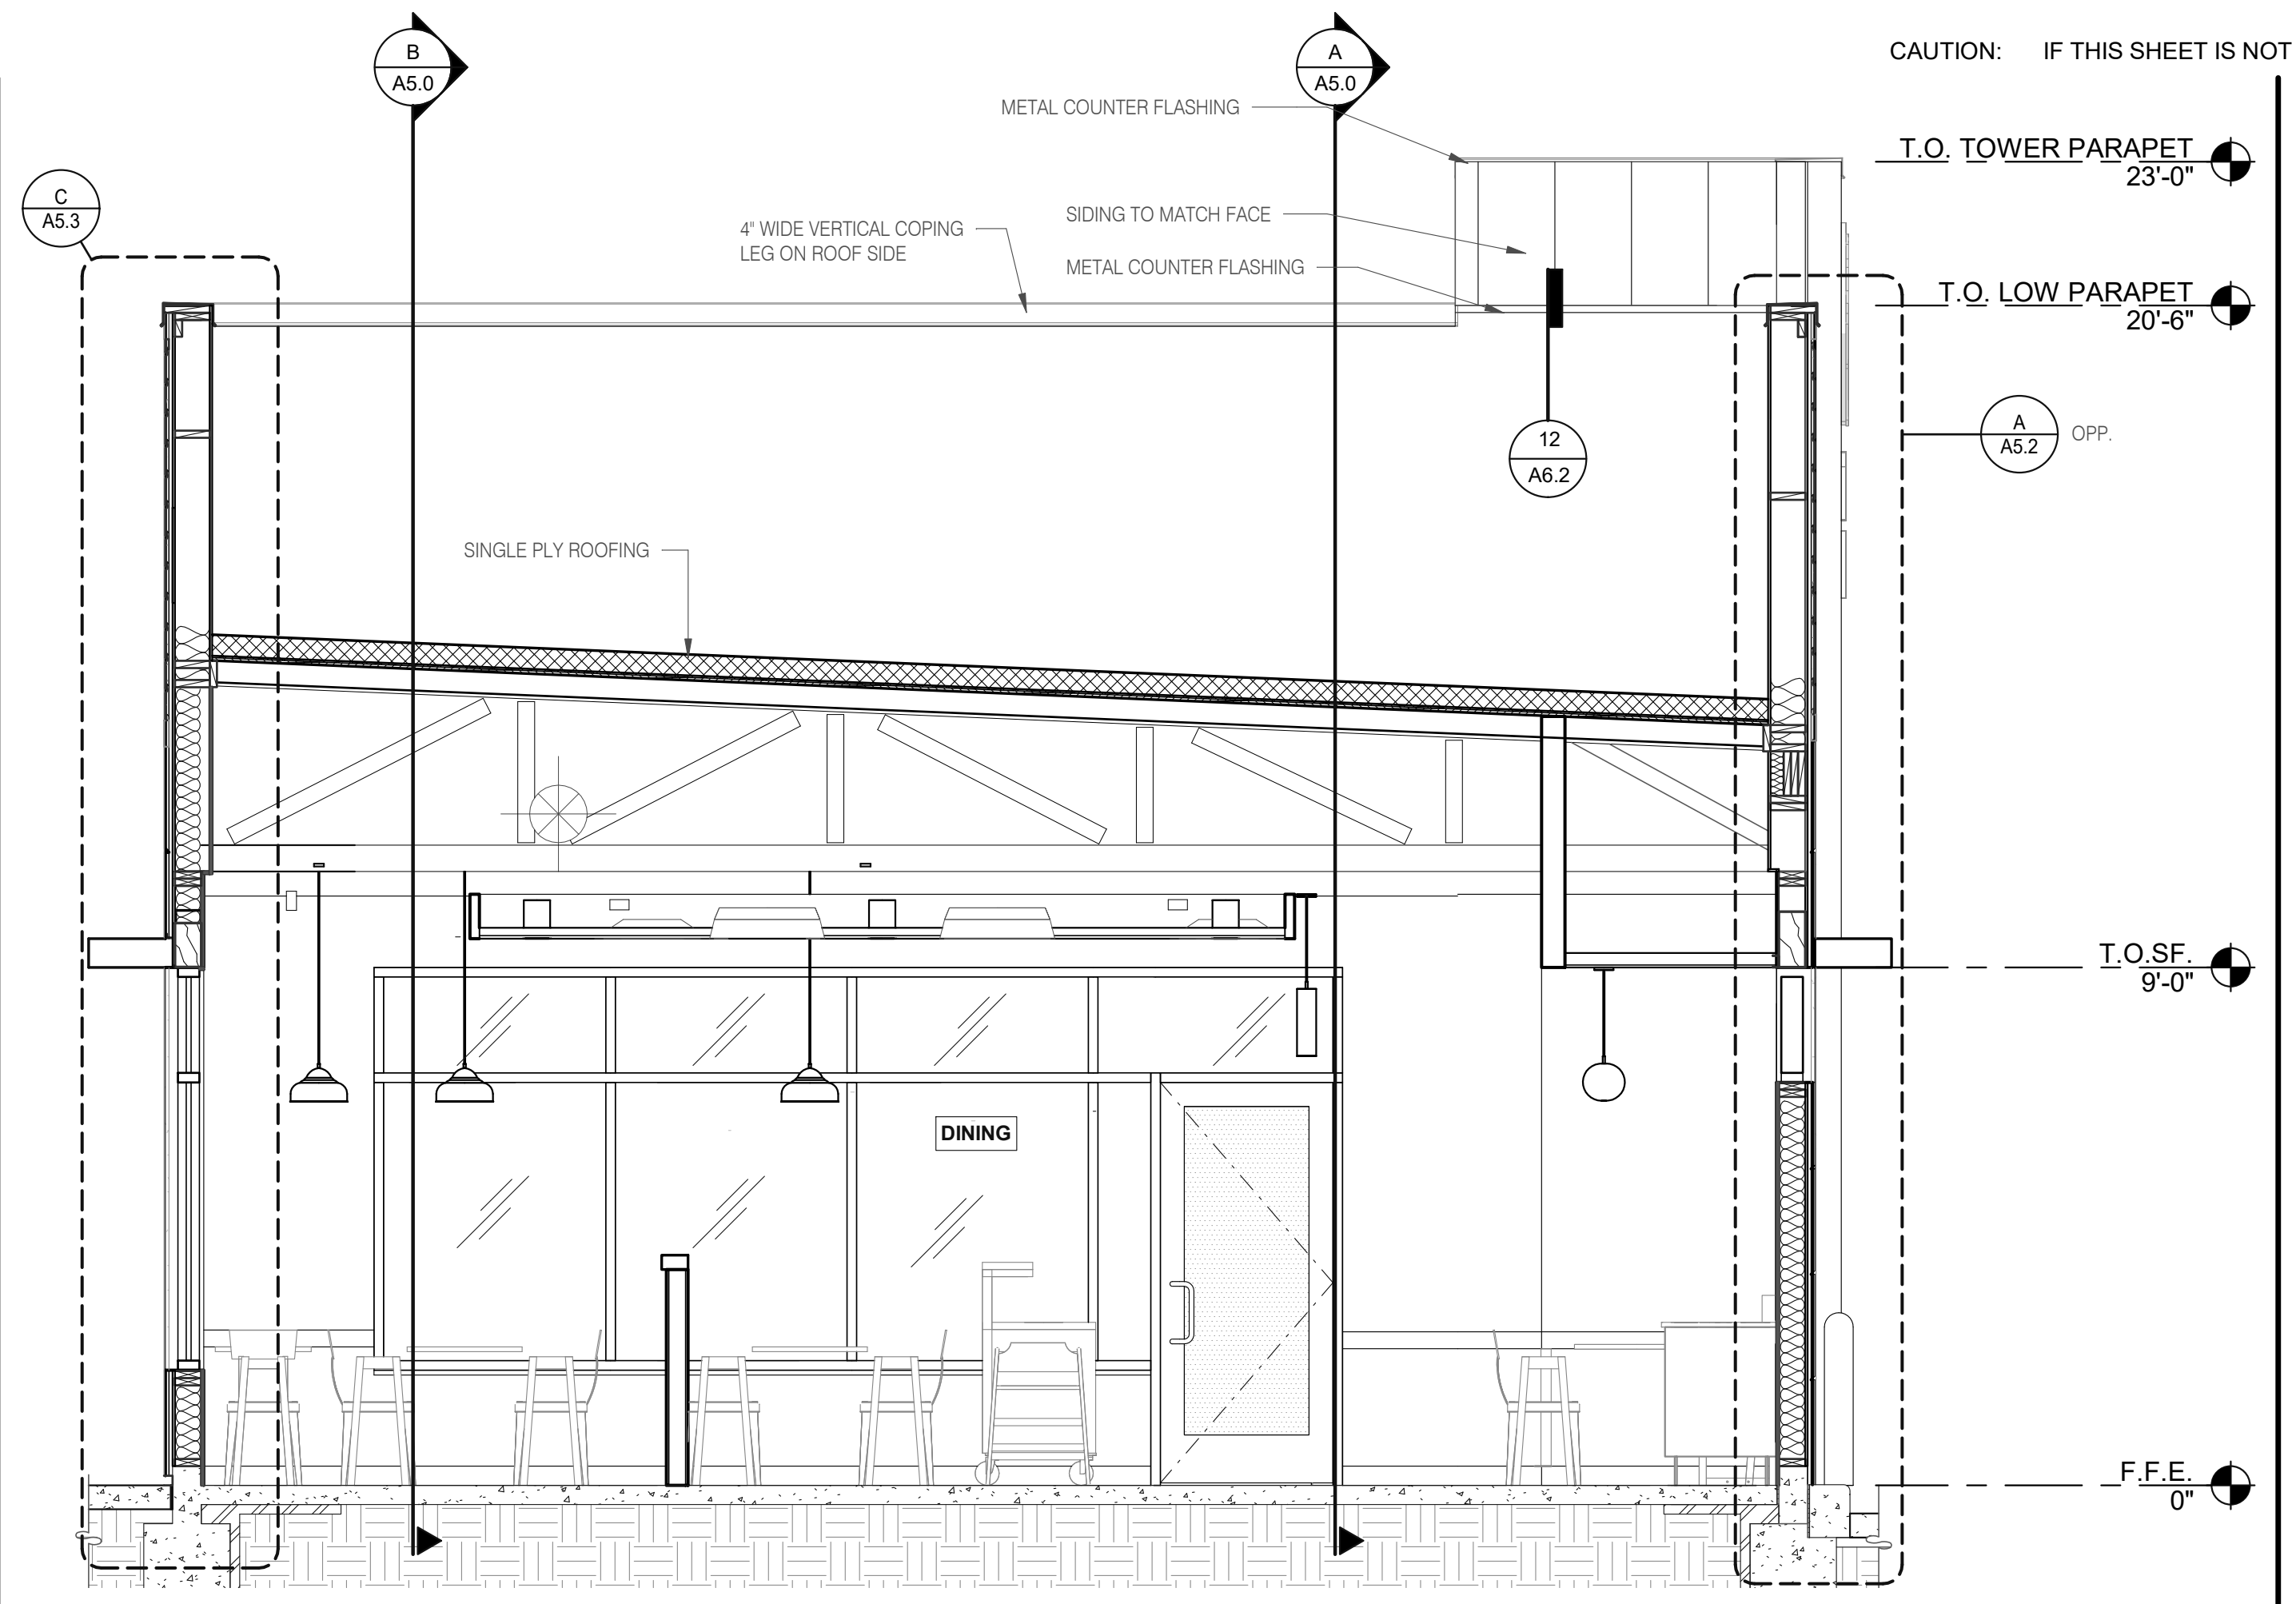 CAUTION: IF THIS SHEET IS NOT
B
A5.0
A
A5.0
METAL COUNTER FLASHING
T.O. TOWER PARAPET
23'-0"
C
A5.3
SIDING TO MATCH FACE
4" WIDE VERTICAL COPING
LEG ON ROOF SIDE
METAL COUNTER FLASHING
T.O. LOW PARAPET
20'-6"
12
A6.2
A
A5.2
OPP.
SINGLE PLY ROOFING
T.O.SF.
9'-0"
DINING
F.F.E.
0"